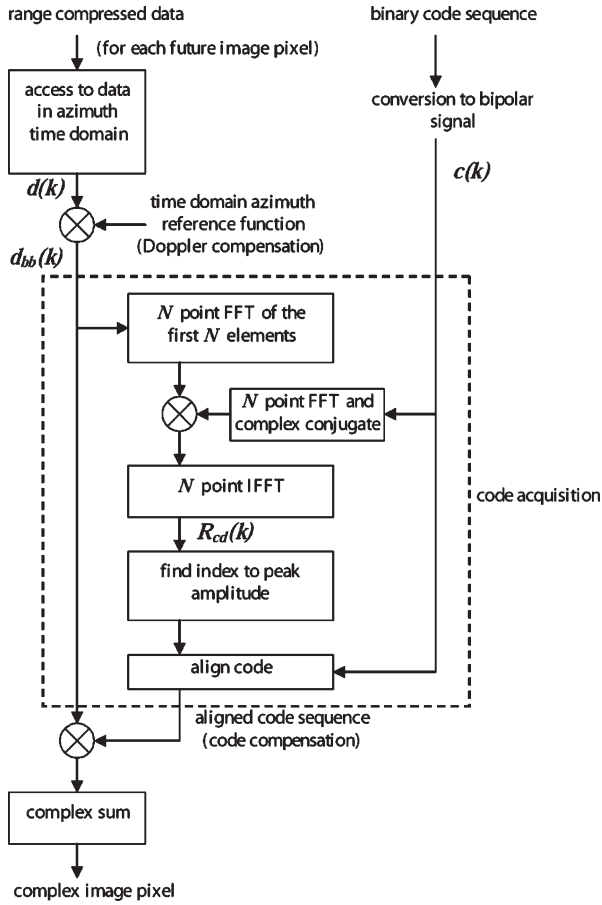 range compressed data
binary code sequence
(for each future image pixel)
access to data
in azimuth
time domain
conversion to bipolar
signal
d(k)
c(k)
time domain azimuth
reference function
(Doppler compensation)
d_bb(k)
N point FFT of the
first N elements
N point FFT and
complex conjugate
N point IFFT
code acquisition
R_cd(k)
find index to peak
amplitude
align code
aligned code sequence
(code compensation)
complex sum
complex image pixel